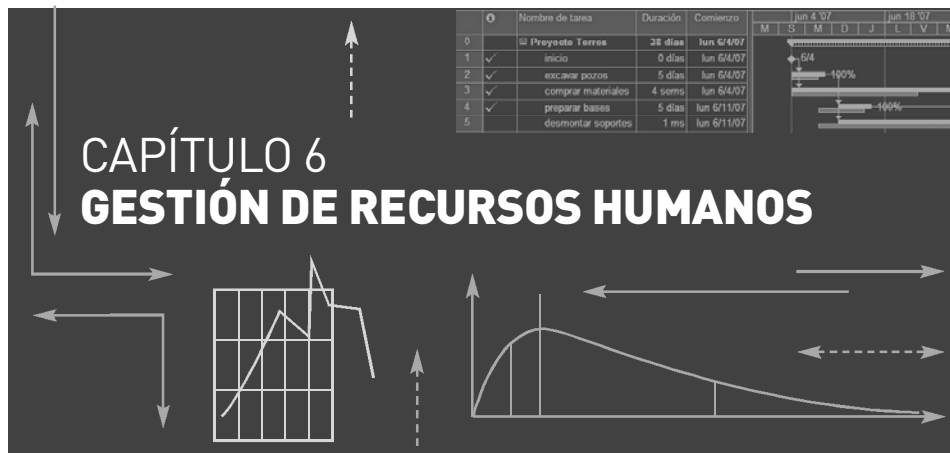 Nombre de tarea Duración Comienzo jun 4 '07 jun 18 '07
M S M D J L V
0 Proyecto Torres 38 días lun 6/4/07
1 inicio 0 días lun 6/4/07 6/4
2 excavar pozos 5 días lun 6/4/07 100%
3 comprar materiales 4 sems lun 6/4/07
4 preparar bases 5 días lun 6/11/07 100%
5 desmontar soportes 1 ms lun 6/11/07
CAPÍTULO 6
GESTIÓN DE RECURSOS HUMANOS